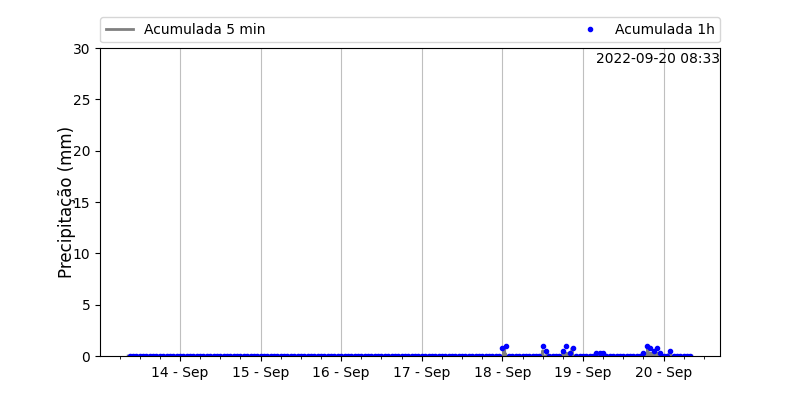 Acumulada 5 min
Acumulada 1h
2022-09-20 08:33
Precipitação (mm)
30
25
20
15
10
5
0
14 - Sep
15 - Sep
16 - Sep
17 - Sep
18 - Sep
19 - Sep
20 - Sep